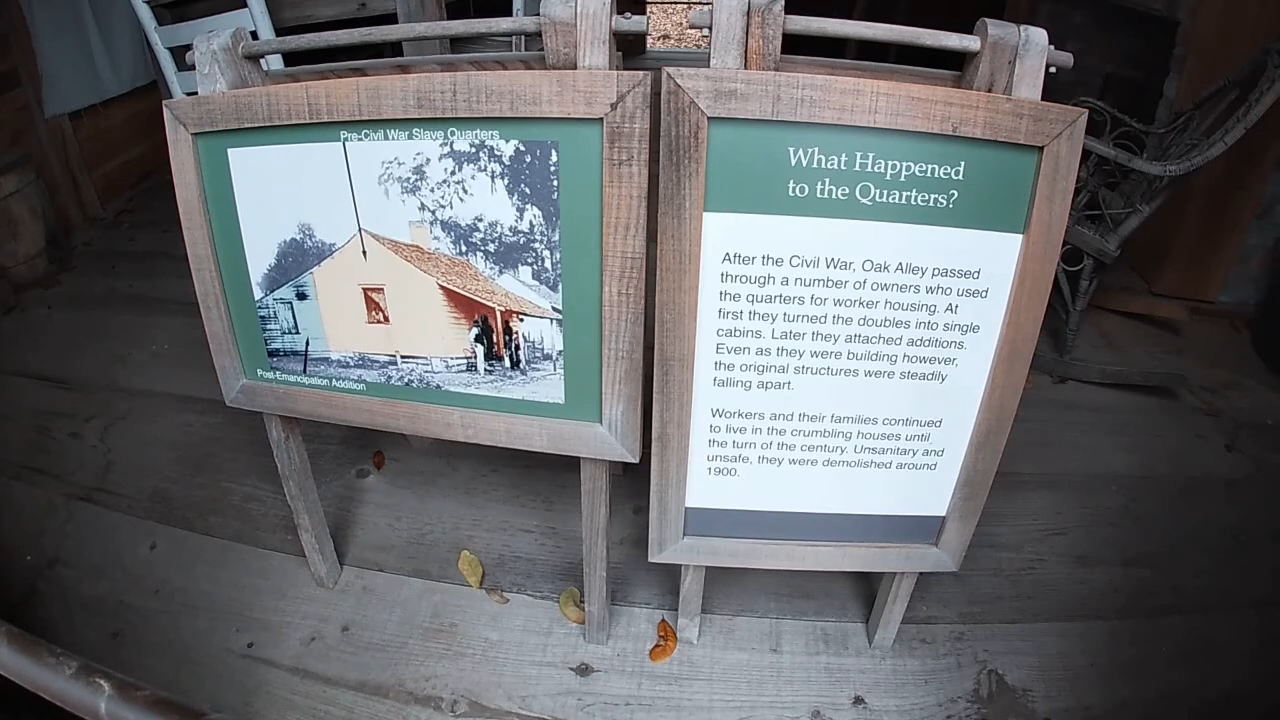 Pre-Civil War Slave Quarters
Post-Emancipation Addition
What Happened
to the Quarters?
After the Civil War, Oak Alley passed
through a number of owners who used
the quarters for worker housing. At
first they turned the doubles into single
cabins. Later they attached additions.
Even as they were building however,
the original structures were steadily
falling apart.
Workers and their families continued
to live in the crumbling houses until
the turn of the century. Unsanitary and
unsafe, they were demolished around
1900.